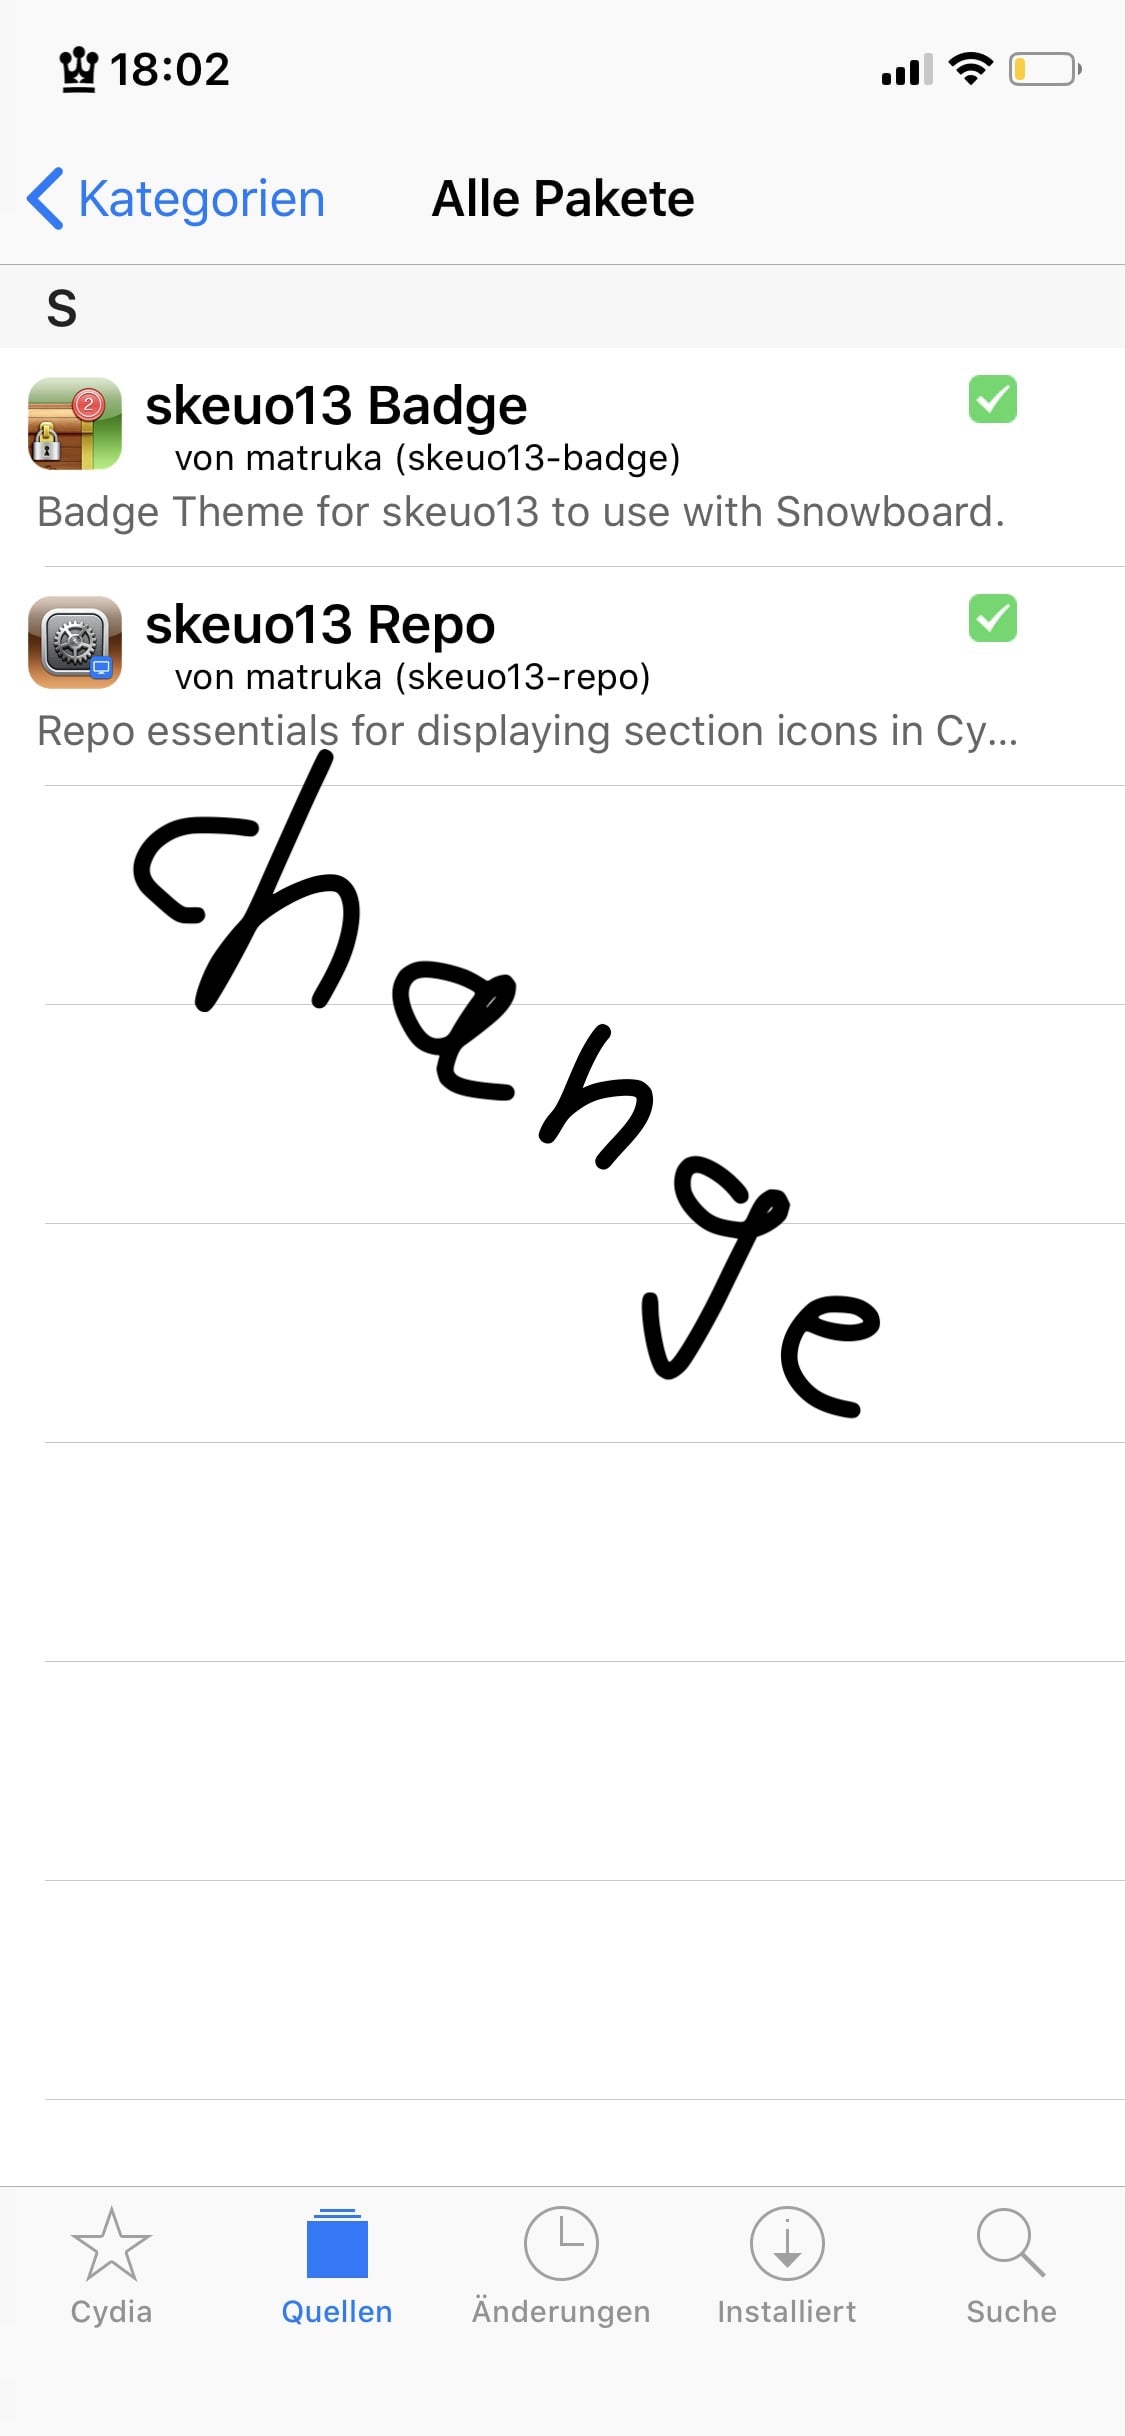 18:02
Kategorien Alle Pakete
S
2
skeuo13 Badge
von matruka (skeuo13-badge)
Badge Theme for skeuo13 to use with Snowboard.
skeuo13 Repo
von matruka (skeuo13-repo)
Repo essentials for displaying section icons in Cy...
change
Cydia Quellen Änderungen Installiert Suche